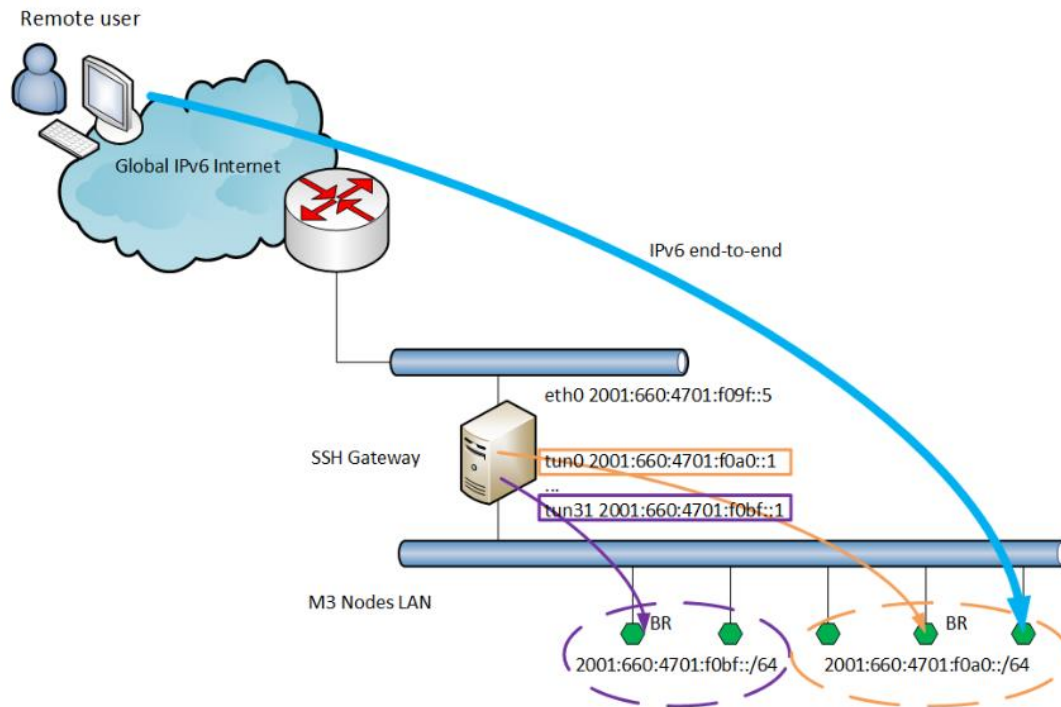 Remote user
Global IPv6 Internet
IPv6 end-to-end
eth0 2001:660:4701:f09f::5
SSH Gateway
tun0 2001:660:4701:f0a0::1
...
tun31 2001:660:4701:f0bf::1
M3 Nodes LAN
BR
BR
2001:660:4701:f0bf::/64
2001:660:4701:f0a0::/64